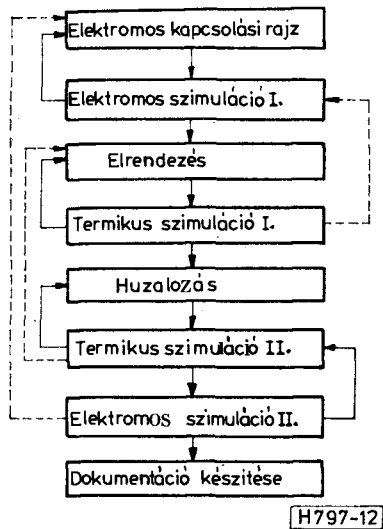 Elektromos kapcsolási rajz
Elektromos szimuláció I.
Elrendezés
Termikus szimuláció I.
Huzalozás
Termikus szimuláció II.
Elektromos szimuláció II.
Dokumentáció készitése
H797-12